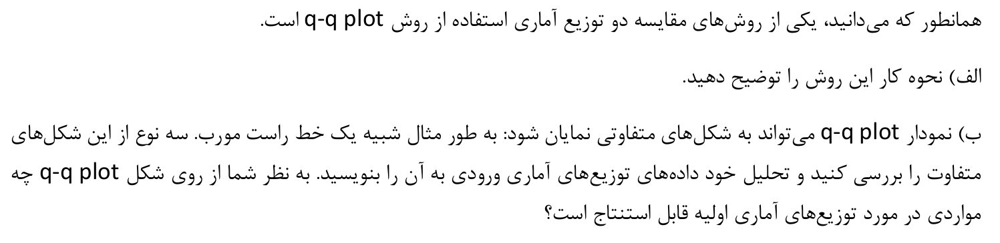 همانطور که می‌دانید، یکی از روش‌های مقایسه دو توزیع آماری استفاده از روش q-q plot است.
الف) نحوه کار این روش را توضیح دهید.
ب) نمودار q-q plot می‌تواند به شکل‌های متفاوتی نمایان شود: به طور مثال شبیه یک خط راست مورب. سه نوع از این شکل‌های
متفاوت را بررسی کنید و تحلیل خود داده‌های توزیع‌های آماری ورودی به آن را بنویسید. به نظر شما از روی شکل q-q plot چه
مواردی در مورد توزیع‌های آماری اولیه قابل استنتاج است؟